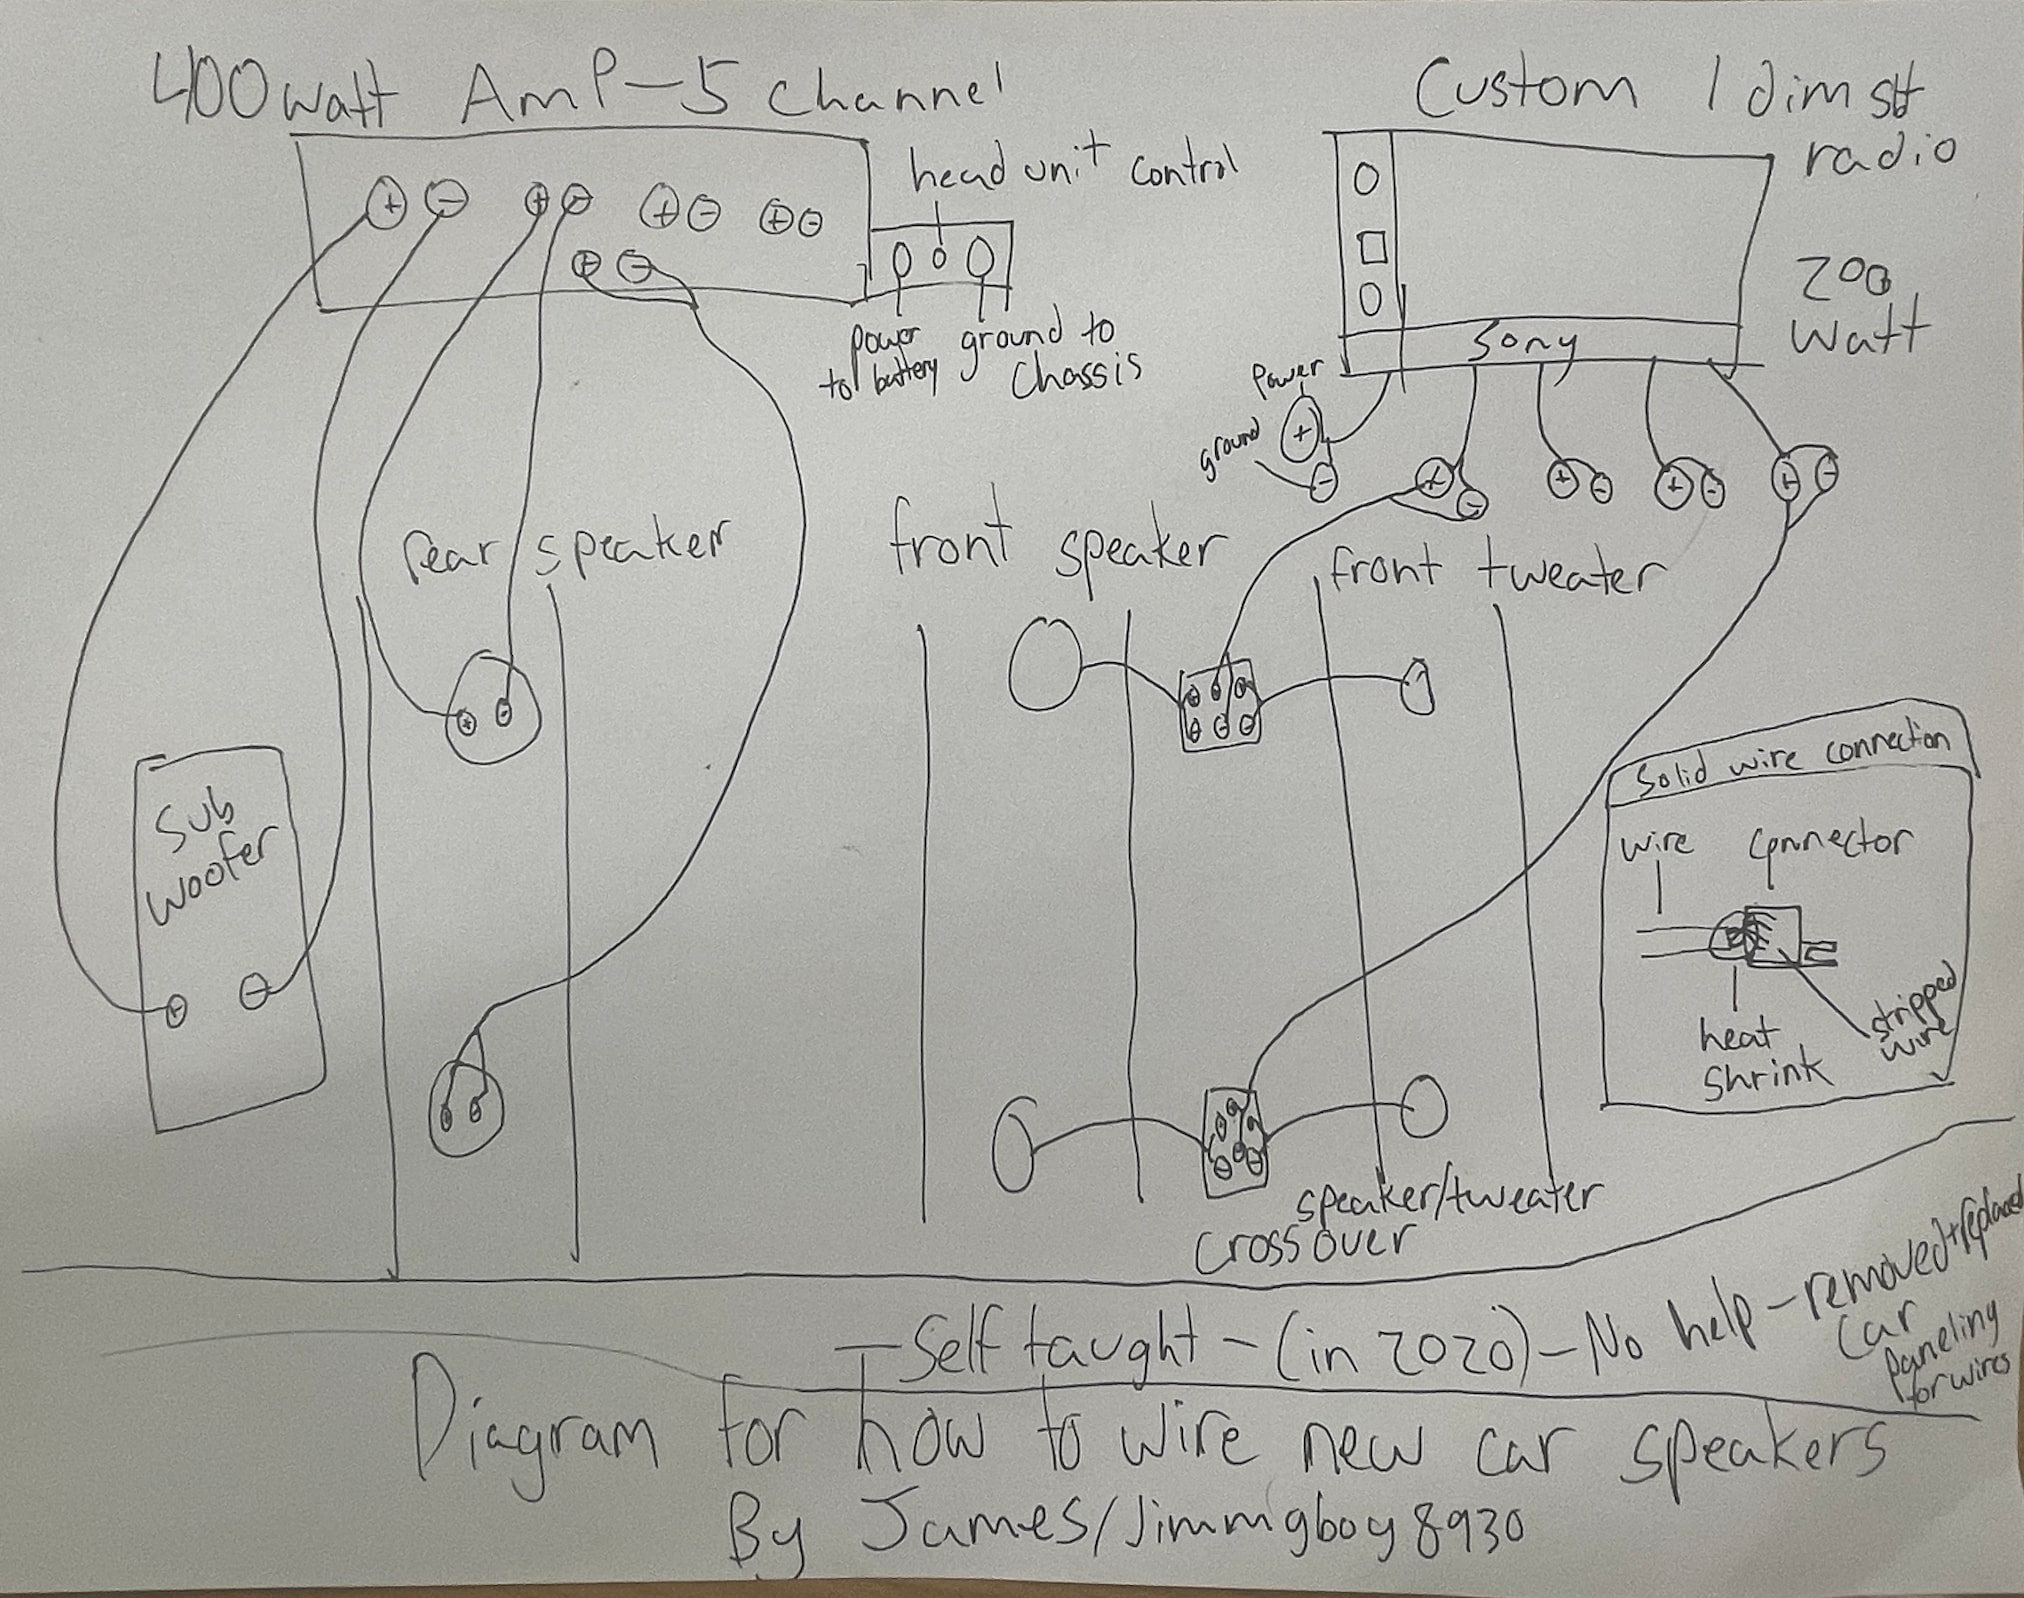 400 watt Amp - 5 channel
head unit control
power to battery
ground to chassis
Custom 1 dim
radio
200
watt
Sony
Power
ground
rear speaker
front speaker
front tweater
Sub
woofer
Solid wire connection
wire
connector
heat
shrink
stripped
wire
speaker/tweater
crossover
- Self taught - (in 2020) - No help - removed + replaced
car
paneling
for wires
Diagram for how to wire new car speakers
By James/Jimmgboy8930